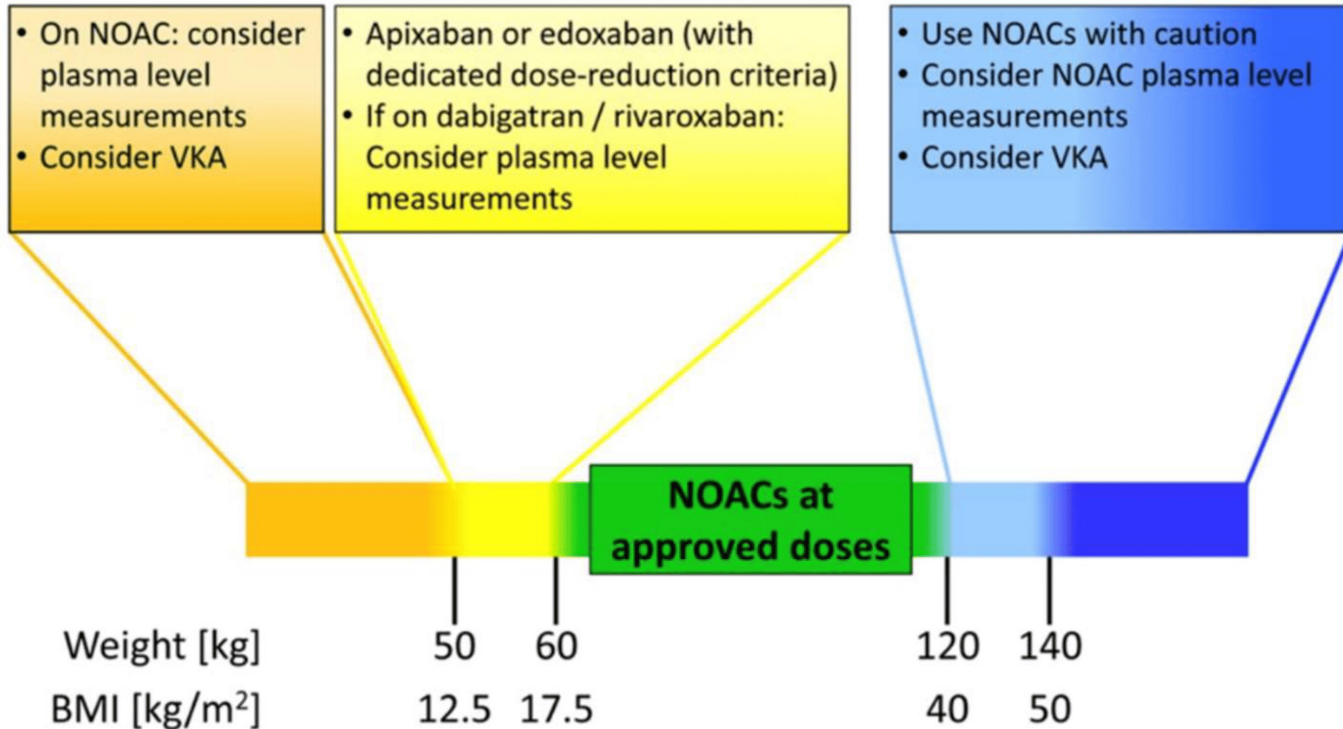 • On NOAC: consider
plasma level
measurements
• Consider VKA
• Apixaban or edoxaban (with
dedicated dose-reduction criteria)
• If on dabigatran / rivaroxaban:
Consider plasma level
measurements
• Use NOACs with caution
• Consider NOAC plasma level
measurements
• Consider VKA
NOACs at
approved doses
Weight [kg] 50 60 120 140
BMI [kg/m²] 12.5 17.5 40 50